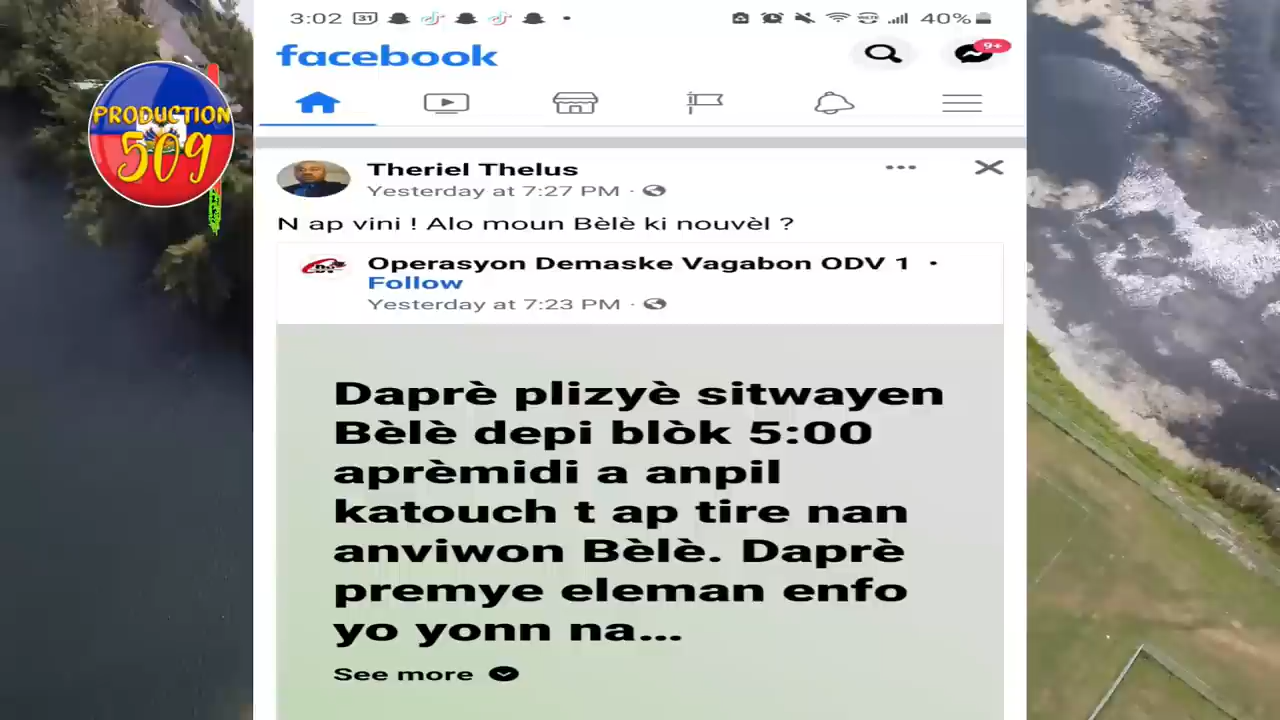 3:02
31
40%
facebook
9+
PRODUCTION
509
Theriel Thelus
Yesterday at 7:27 PM ·
N ap vini ! Alo moun Bèlè ki nouvèl ?
Operasyon Demaske Vagabon ODV 1 ·
Follow
Yesterday at 7:23 PM ·
Daprè plizyè sitwayen
Bèlè depi blòk 5:00
aprèmidi a anpil
katouch t ap tire nan
anviwon Bèlè. Daprè
premye eleman enfo
yo yonn na...
See more